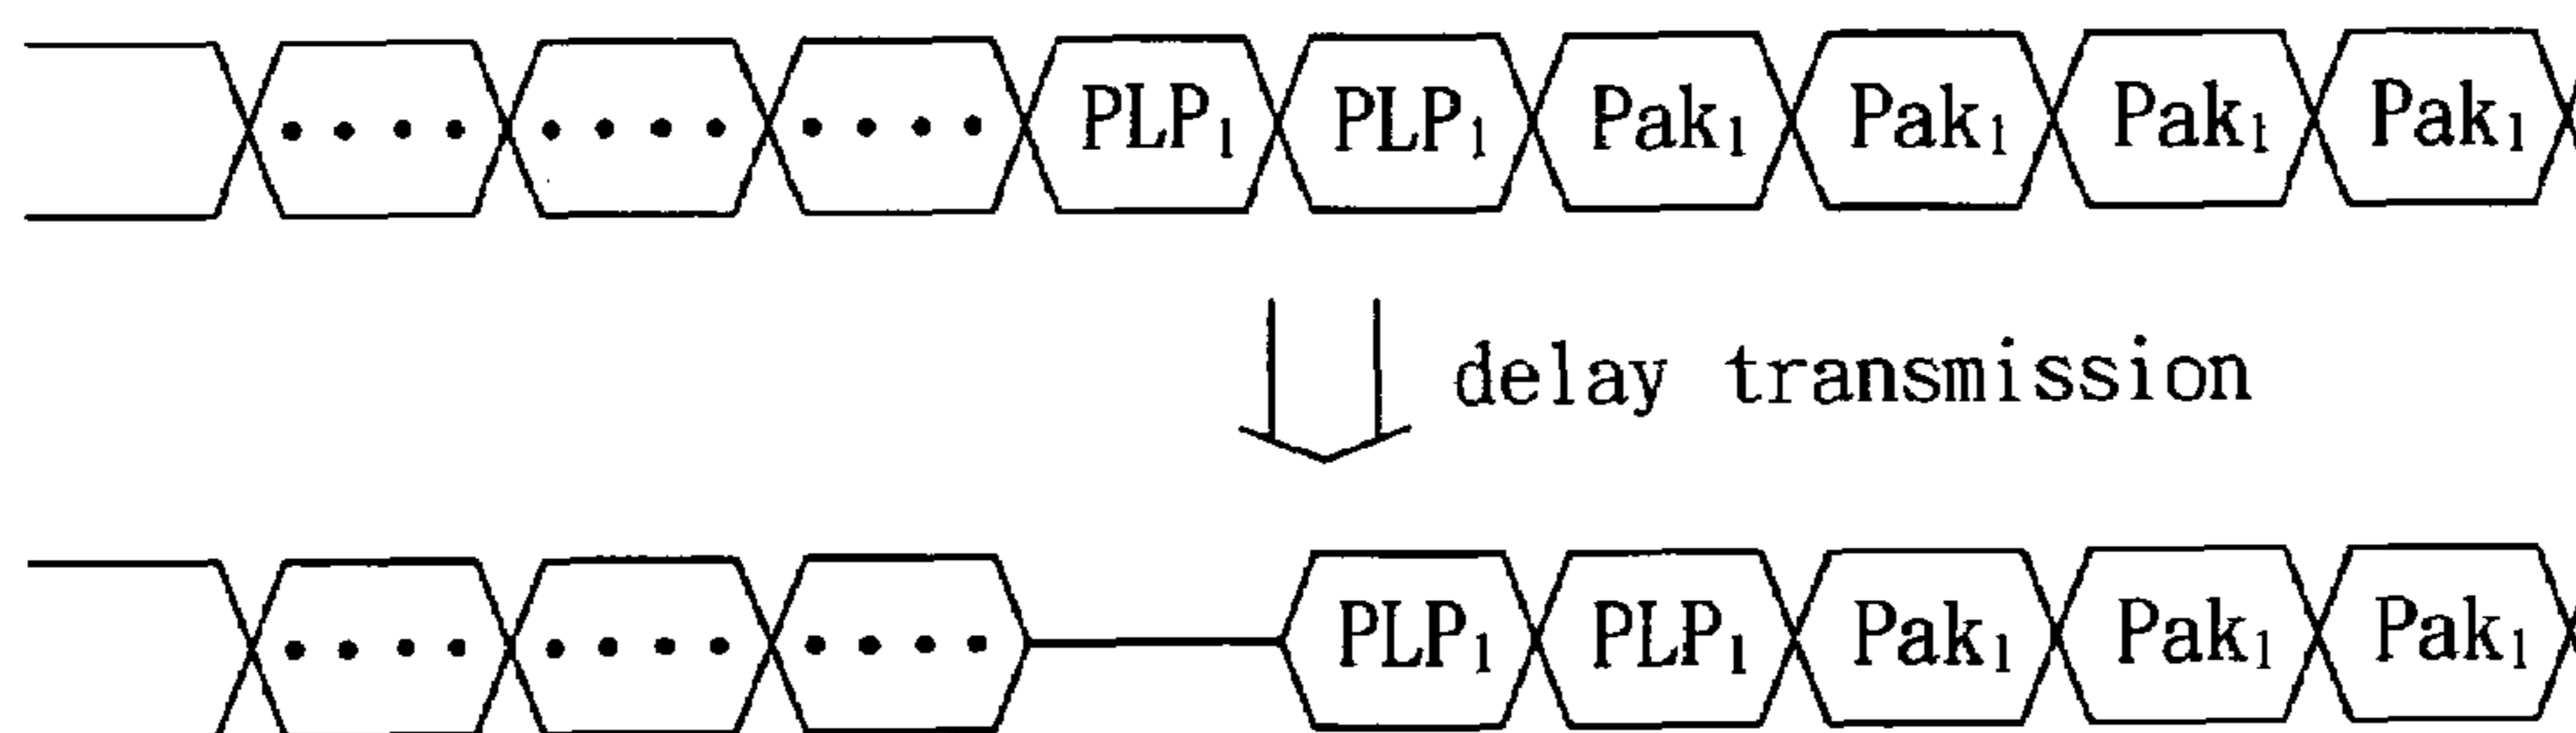 • • • • • • • • • • • • PLP₁ PLP₁ Pak₁ Pak₁ Pak₁ Pak₁
delay transmission
• • • • • • • • • • • • PLP₁ PLP₁ Pak₁ Pak₁ Pak₁